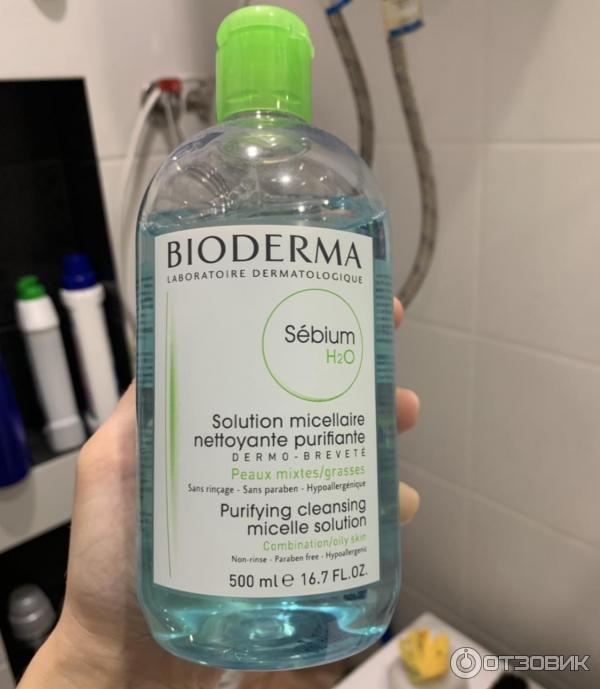 BIODERMA
LABORATOIRE DERMATOLOGIQUE
Sébium
H2O
Solution micellaire
nettoyante purifiante
DERMO-BREVETÉ
Peaux mixtes/grasses
Sans rinçage - Sans paraben - Hypoallergénique
Purifying cleansing
micelle solution
Combination/oily skin
Non-rinse - Paraben free - Hypoallergenic
500 ml e 16.7 FL.OZ.
ОТЗОВИК